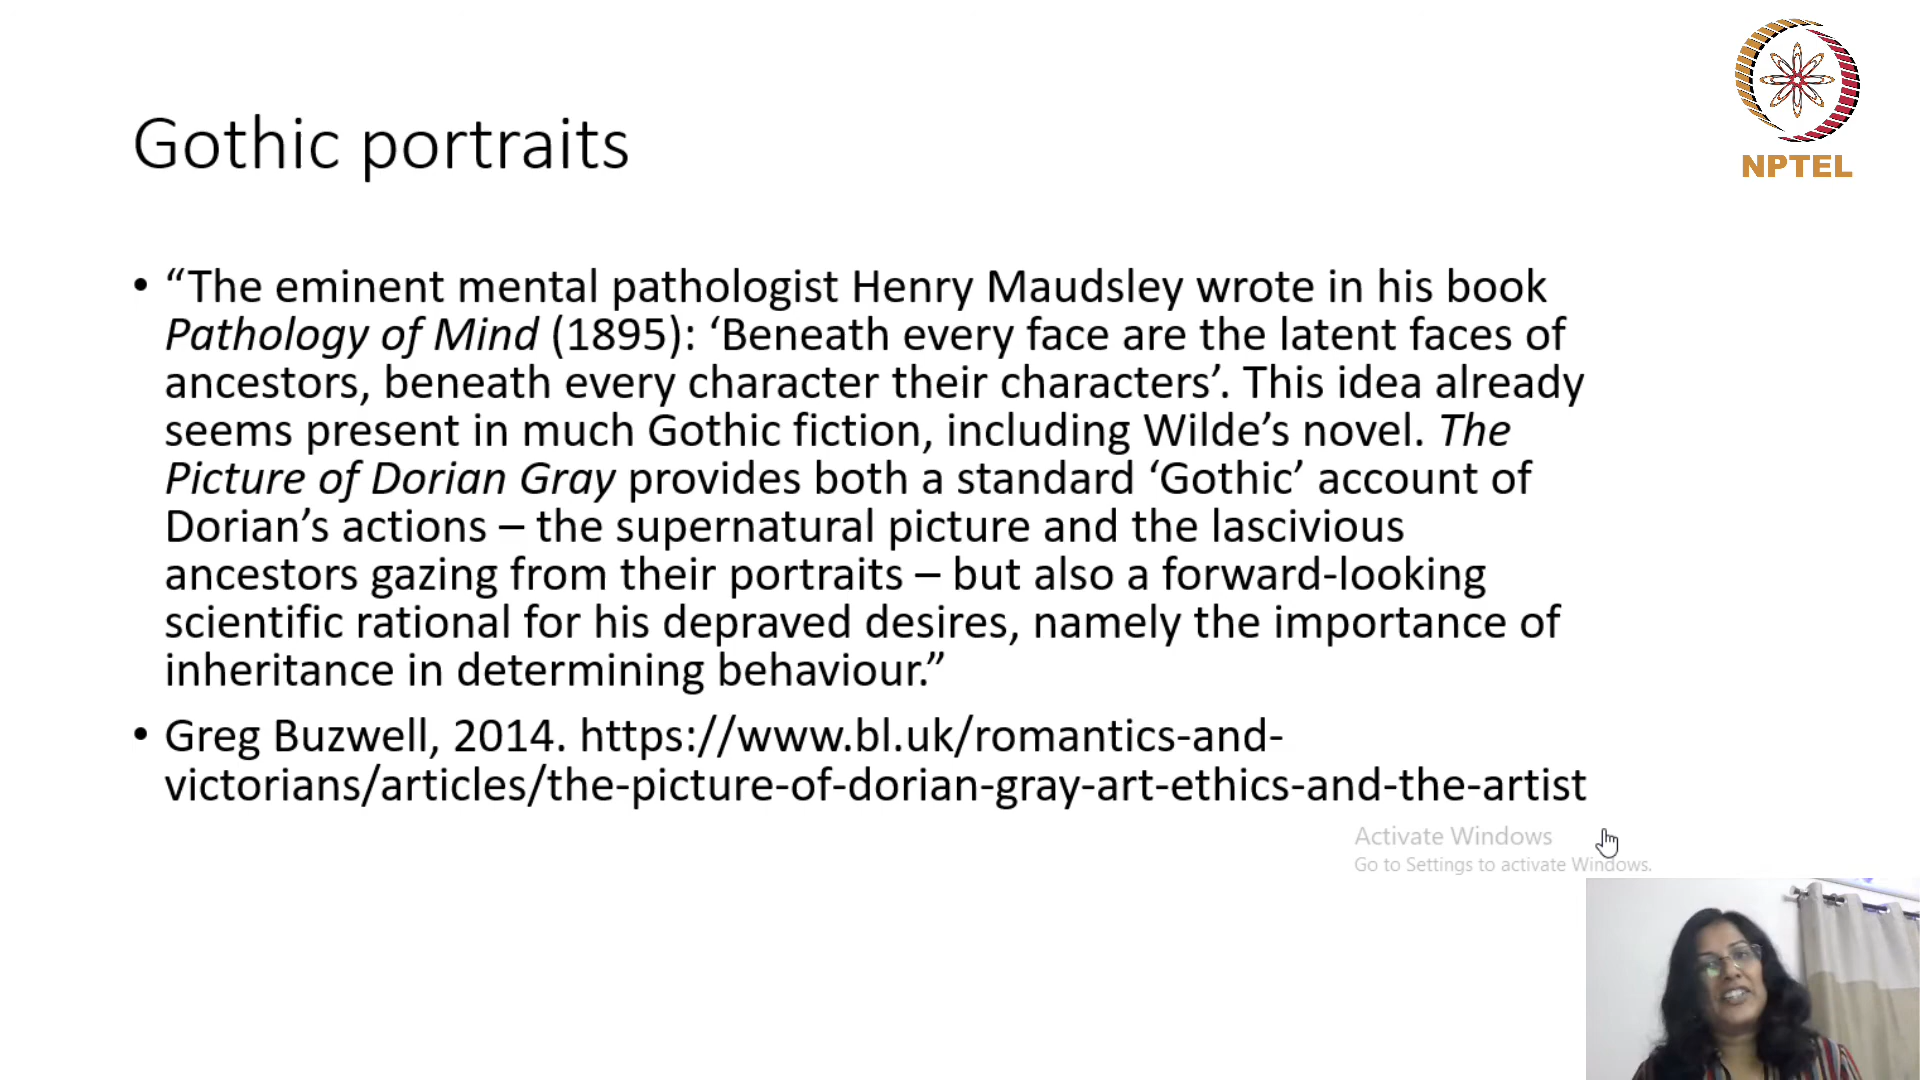 NPTEL
Gothic portraits
• “The eminent mental pathologist Henry Maudsley wrote in his book
Pathology of Mind (1895): ‘Beneath every face are the latent faces of
ancestors, beneath every character their characters’. This idea already
seems present in much Gothic fiction, including Wilde’s novel. The
Picture of Dorian Gray provides both a standard ‘Gothic’ account of
Dorian’s actions – the supernatural picture and the lascivious
ancestors gazing from their portraits – but also a forward-looking
scientific rational for his depraved desires, namely the importance of
inheritance in determining behaviour.”
• Greg Buzwell, 2014. https://www.bl.uk/romantics-and-
victorians/articles/the-picture-of-dorian-gray-art-ethics-and-the-artist
Activate Windows
Go to Settings to activate Windows.